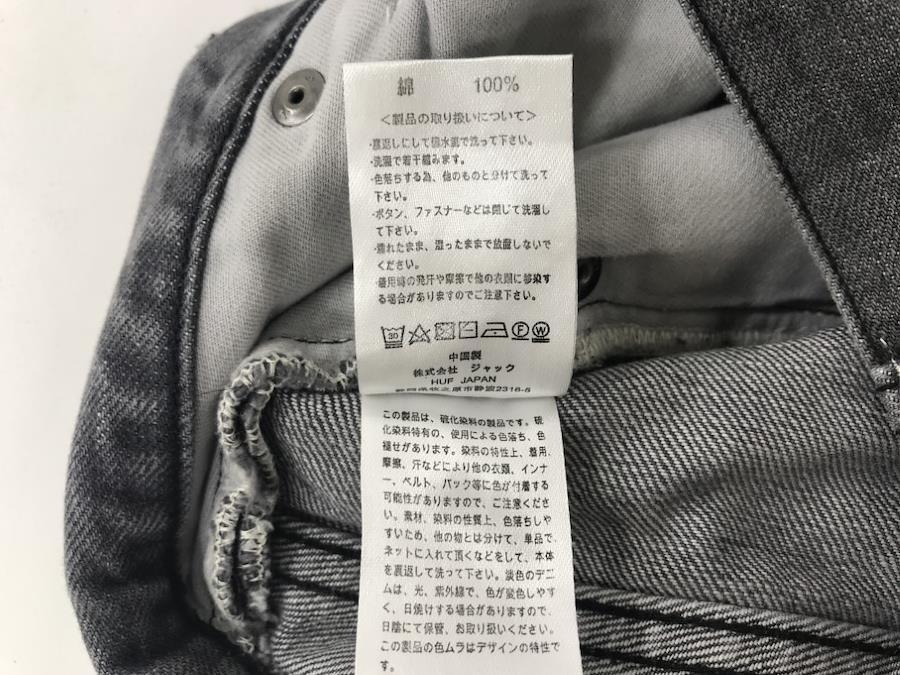 綿 100%
＜製品の取り扱いについて＞
・裏返しにして単水流で洗って下さい。
・洗濯で若干縮みます。
・色落ちする為、他のものと分けて洗って
下さい。
・ボタン、ファスナーなどは閉じて洗濯し
て下さい。
・濡れたまま、湿ったままで放置しないで
ください。
・着用時の発汗や摩擦で他の衣類に移染す
る場合がありますのでご注意下さい。
30
F W
中国製
株式会社 ジャック
HUF JAPAN
静岡県牧之原市静波2316-5
この製品は、硫化染料の製品です。硫
化染料特有の、使用による色落ち、色
褪せがあります。染料の特性上、着用、
摩擦、汗などにより他の衣類、インナ
ー、ベルト、バック等に色が付着する
可能性がありますので、ご注意くださ
い。素材、染料の性質上、色落ちしや
すいため、他の物とは分けて、単品で、
ネットに入れて頂くなどをして、本体
を裏返して洗って下さい。淡色のデニ
ムは、光、紫外線で、色が変色しやす
く、日焼けする場合がありますので、
日陰にて保管、お取り扱いください。
この製品の色ムラはデザインの特性で
す。